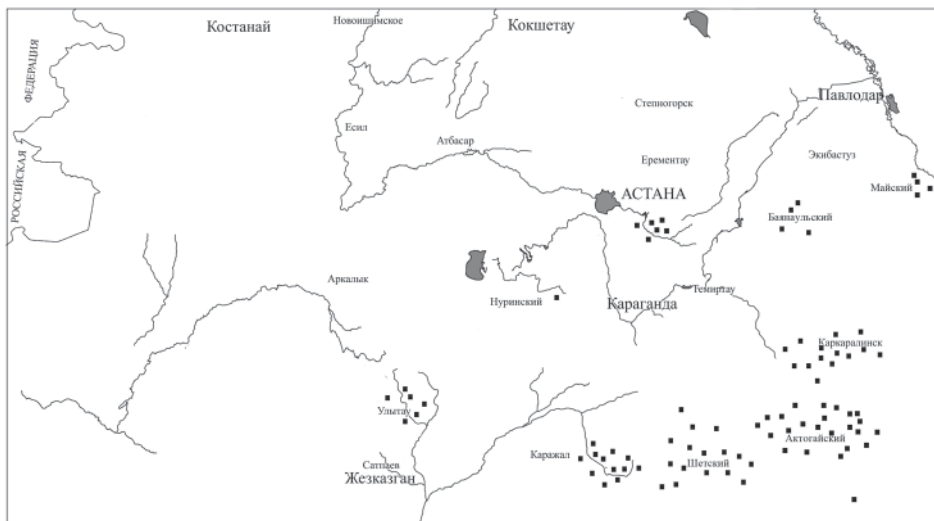 Костанай
Новоишимское
Кокшетау
РОССИЙСКАЯ ФЕДЕРАЦИЯ
Павлодар
Степногорск
Есил
Атбасар
Экибастуз
Ерементау
Майский
АСТАНА
Баянаульский
Аркалык
Темиртау
Нуринский
Караганда
Каркаралинск
Улытау
Актогайский
Каражал
Шетский
Сатпаев
Жезказган